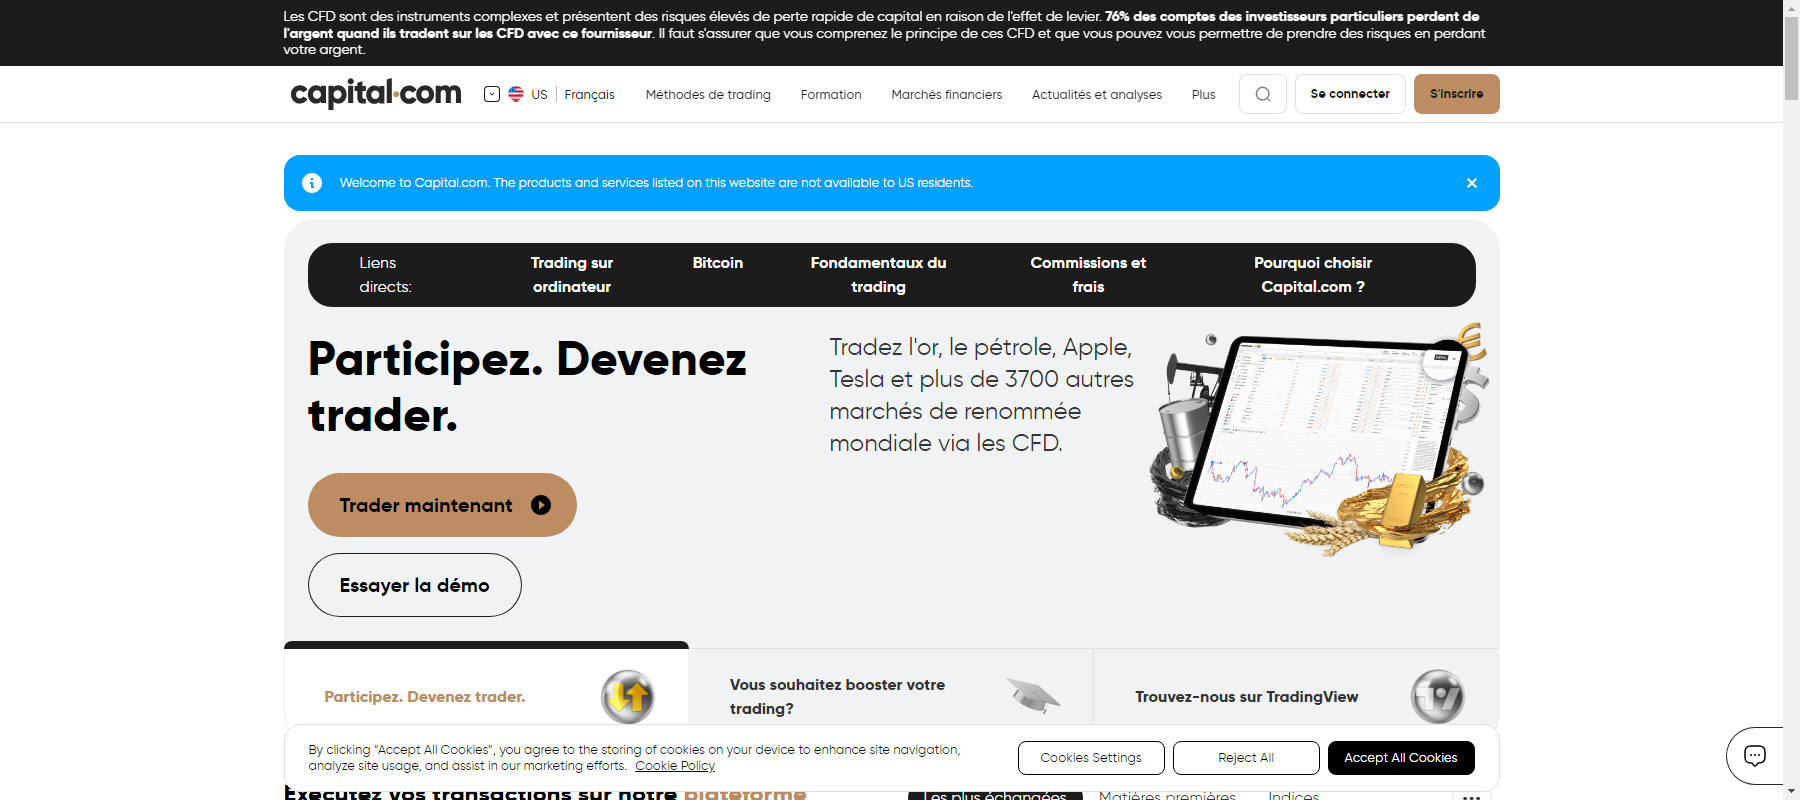 Les CFD sont des instruments complexes et présentent des risques élevés de perte rapide de capital en raison de l'effet de levier. 76% des comptes des investisseurs particuliers perdent de
l'argent quand ils tradent sur les CFD avec ce fournisseur. Il faut s'assurer que vous comprenez le principe de ces CFD et que vous pouvez vous permettre de prendre des risques en perdant
votre argent.
capital.com US Français Méthodes de trading Formation Marchés financiers Actualités et analyses Plus Se connecter S'inscrire
Welcome to Capital.com. The products and services listed on this website are not available to US residents.
Liens
directs:
Trading sur
ordinateur
Bitcoin
Fondamentaux du
trading
Commissions et
frais
Pourquoi choisir
Capital.com ?
Participez. Devenez
trader.
Tradez l'or, le pétrole, Apple,
Tesla et plus de 3700 autres
marchés de renommée
mondiale via les CFD.
Trader maintenant
Essayer la démo
Participez. Devenez trader.
Vous souhaitez booster votre
trading?
Trouvez-nous sur TradingView
By clicking “Accept All Cookies”, you agree to the storing of cookies on your device to enhance site navigation,
analyze site usage, and assist in our marketing efforts. Cookie Policy
Cookies Settings
Reject All
Accept All Cookies
Exécutez vos transactions sur notre plateforme
Les plus échangées Matières premières Indices